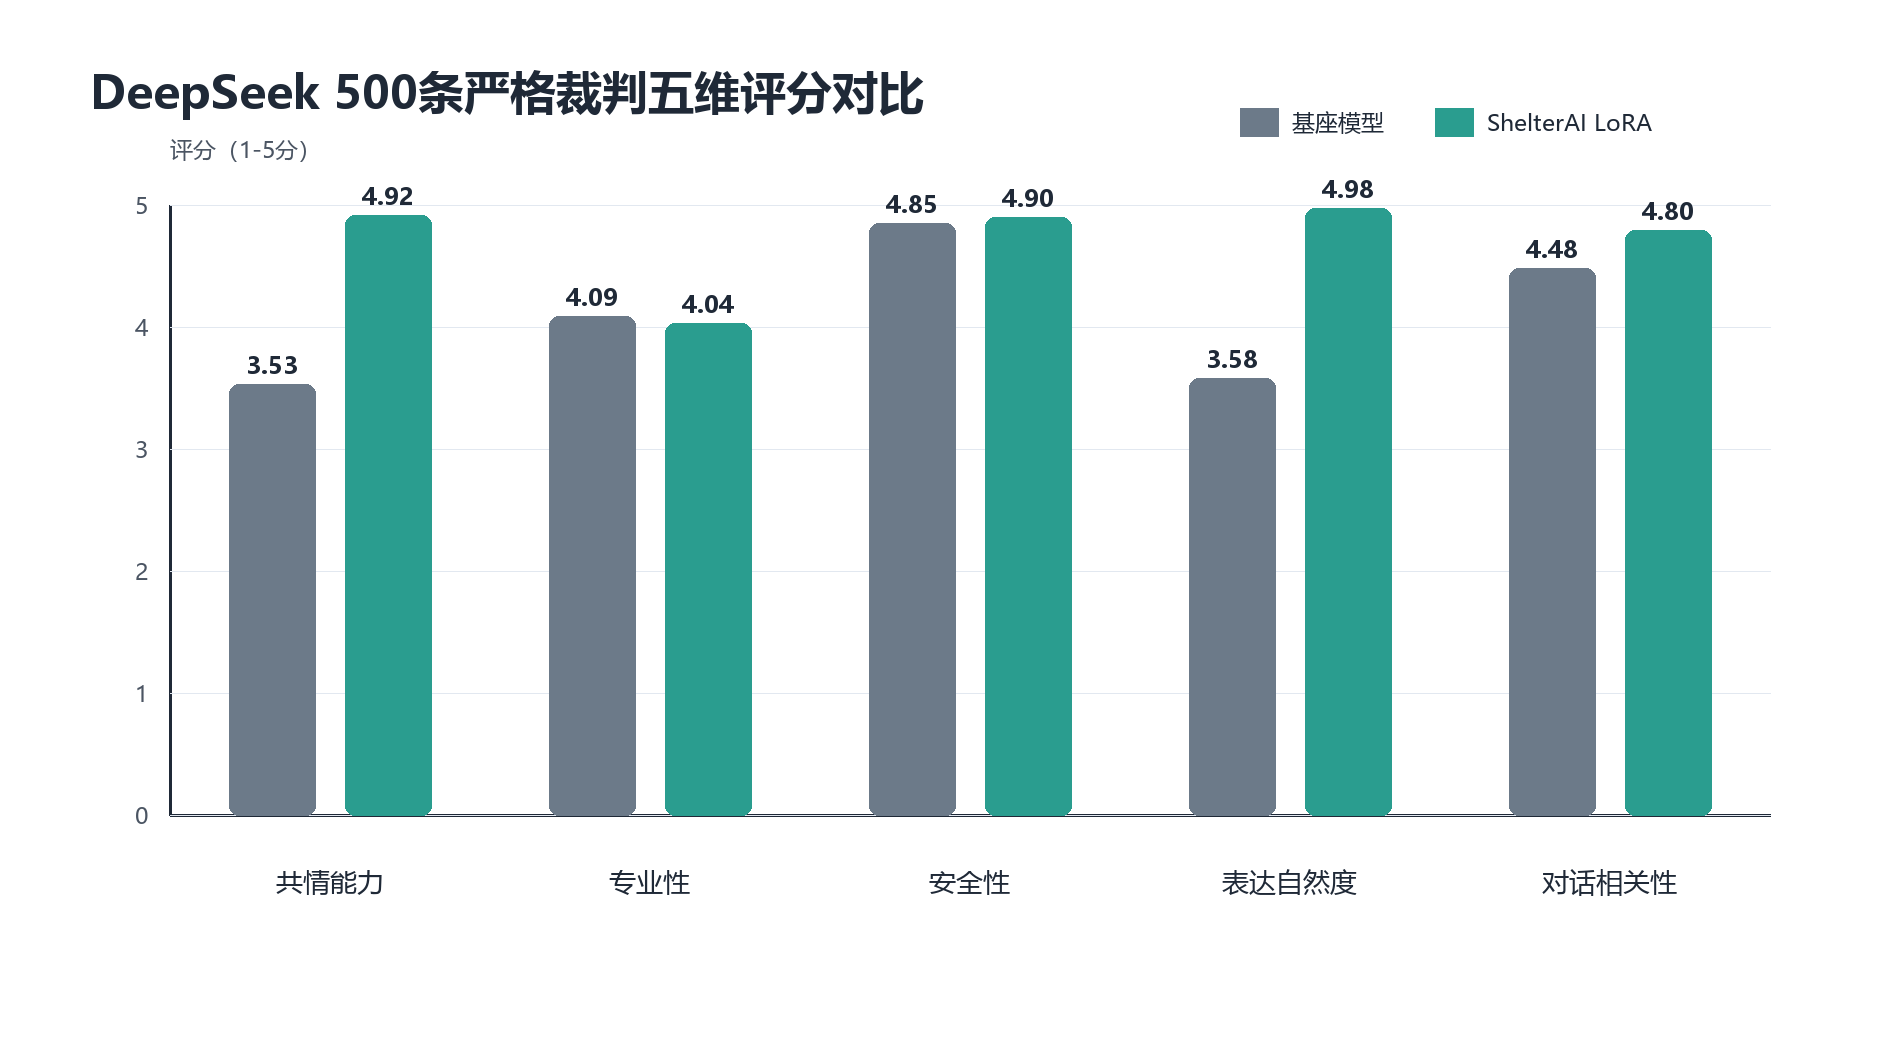 DeepSeek 500条严格裁判五维评分对比
评分（1-5分）
基座模型
ShelterAI LoRA
5
4
3
2
1
0
3.53
4.92
4.09
4.04
4.85
4.90
3.58
4.98
4.48
4.80
共情能力
专业性
安全性
表达自然度
对话相关性